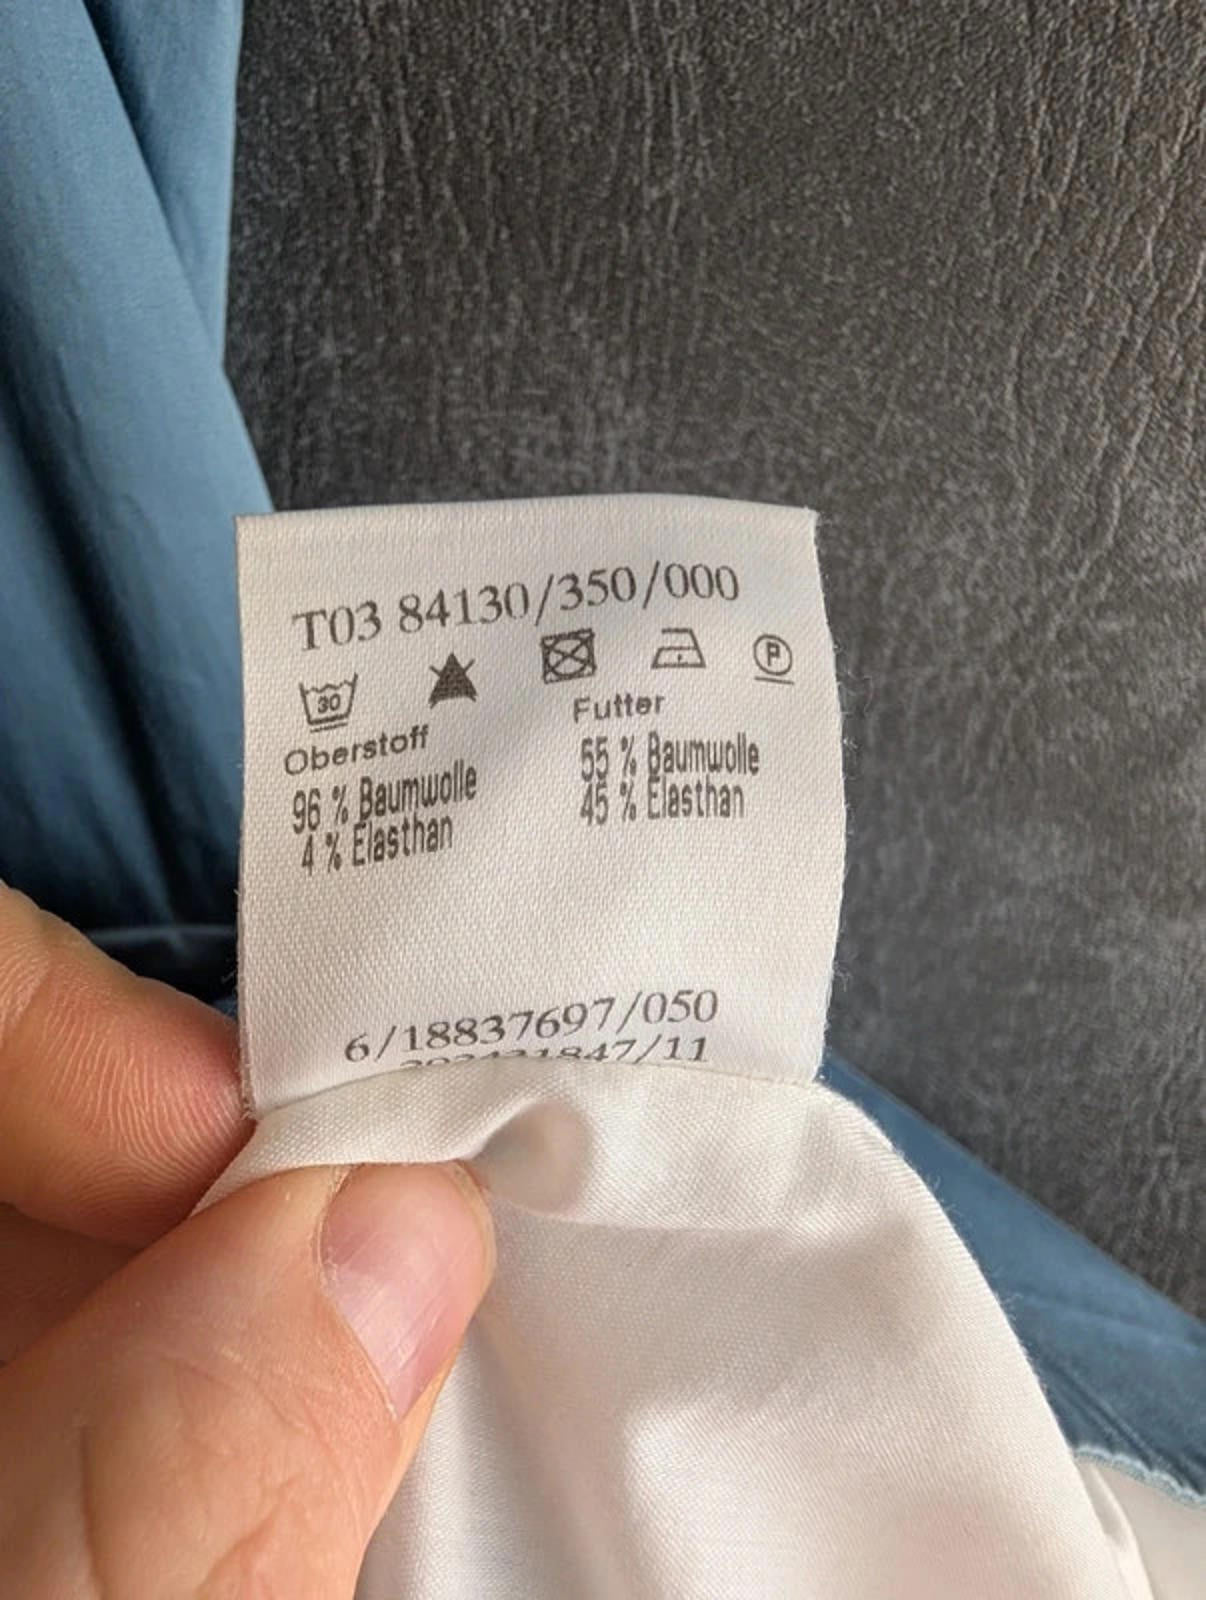 T03 84130/350/000
30
P
Oberstoff
96 % Baumwolle
4 % Elasthan
Futter
55 % Baumwolle
45 % Elasthan
6/18837697/050